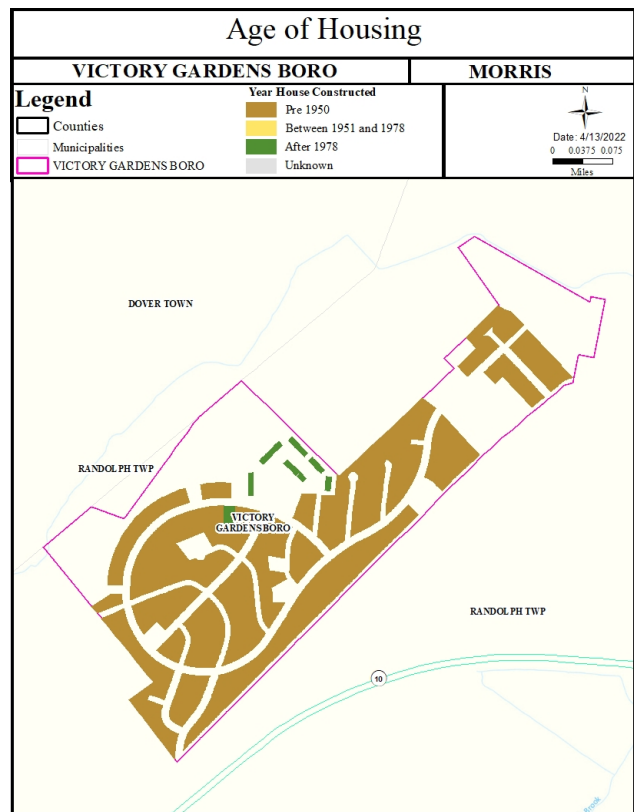 Age of Housing
VICTORY GARDENS BORO
MORRIS
Legend
Counties
Municipalities
VICTORY GARDENS BORO
Year House Constructed
Pre 1950
Between 1951 and 1978
After 1978
Unknown
N
Date: 4/13/2022
0 0.0375 0.075
Miles
DOVER TOWN
RANDOLPH TWP
VICTORY
GARDENS BORO
RANDOLPH TWP
10
Brook